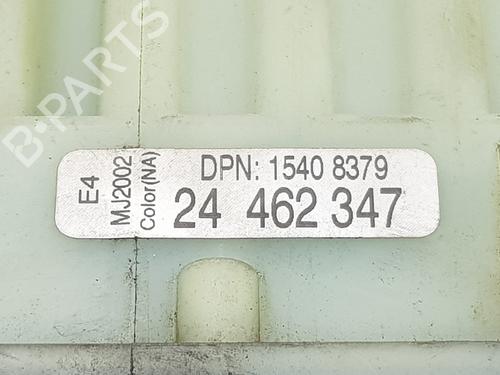 B-PARTS
E4
MJ2002
Color(NA)
DPN: 1540 8379
24 462 347